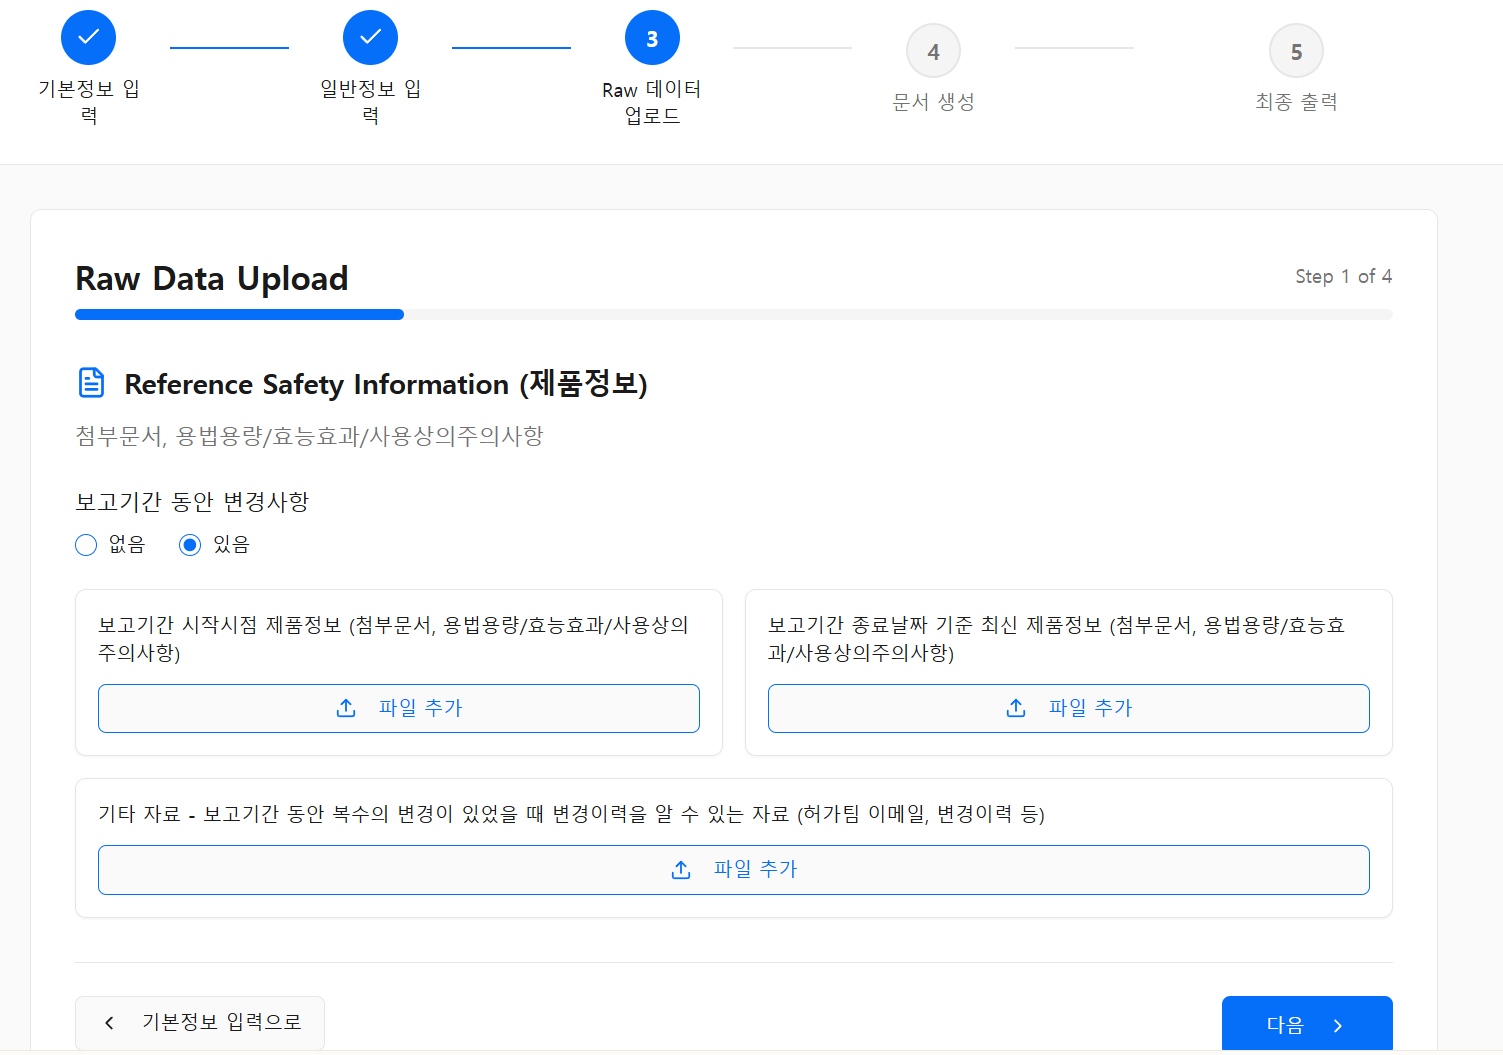 기본정보 입
력
일반정보 입
력
3
Raw 데이터
업로드
4
문서 생성
5
최종 출력
Raw Data Upload
Step 1 of 4
Reference Safety Information (제품정보)
첨부문서, 용법용량/효능효과/사용상의주의사항
보고기간 동안 변경사항
없음
있음
보고기간 시작시점 제품정보 (첨부문서, 용법용량/효능효과/사용상의
주의사항)
파일 추가
보고기간 종료날짜 기준 최신 제품정보 (첨부문서, 용법용량/효능효
과/사용상의주의사항)
파일 추가
기타 자료 - 보고기간 동안 복수의 변경이 있었을 때 변경이력을 알 수 있는 자료 (허가팀 이메일, 변경이력 등)
파일 추가
기본정보 입력으로
다음